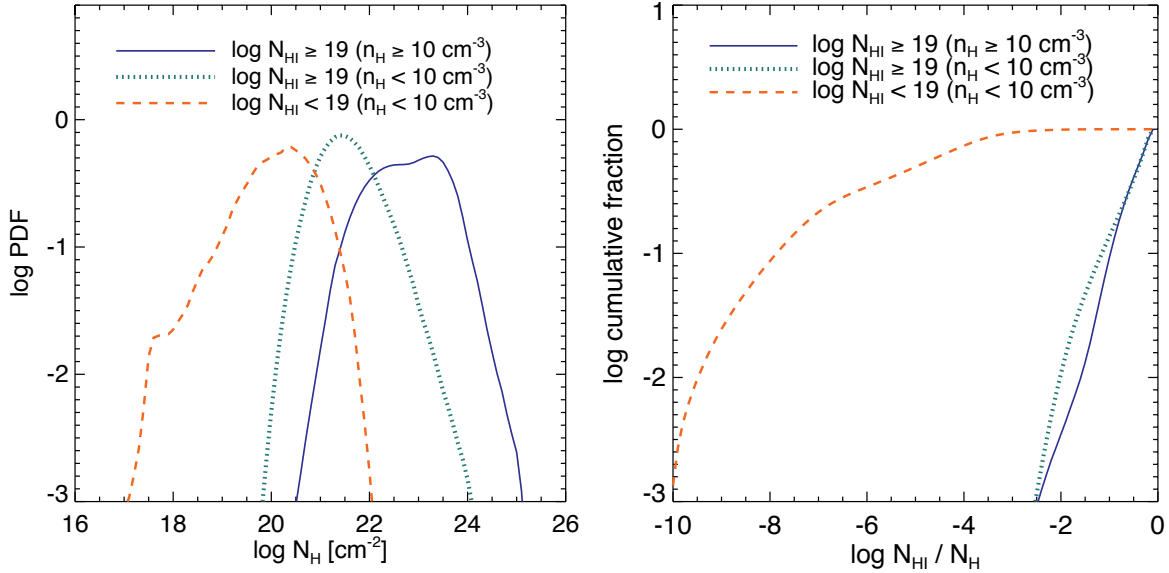 log N_HI ≥ 19 (n_H ≥ 10 cm⁻³)
log N_HI ≥ 19 (n_H < 10 cm⁻³)
log N_HI < 19 (n_H < 10 cm⁻³)
0
-1
-2
-3
log PDF
16 18 20 22 24 26
log N_H [cm⁻²]
log N_HI ≥ 19 (n_H ≥ 10 cm⁻³)
log N_HI ≥ 19 (n_H < 10 cm⁻³)
log N_HI < 19 (n_H < 10 cm⁻³)
1
0
-1
-2
-3
log cumulative fraction
-10 -8 -6 -4 -2 0
log N_HI / N_H